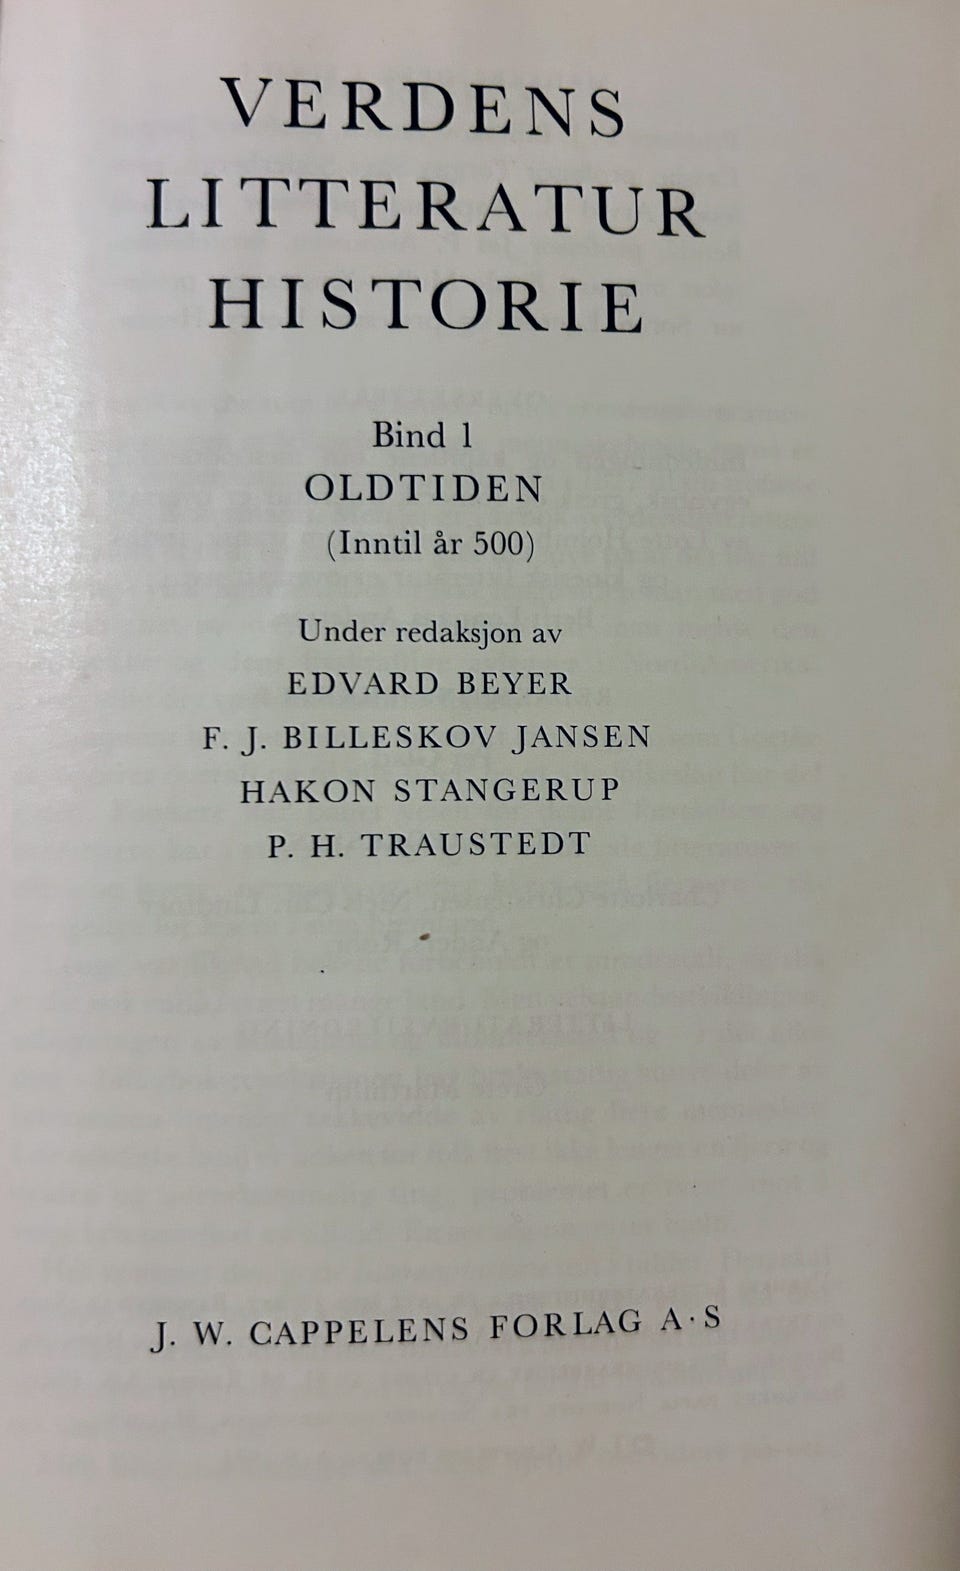 VERDENS
LITTERATUR
HISTORIE
Bind 1
OLDTIDEN
(Inntil år 500)
Under redaksjon av
EDVARD BEYER
F. J. BILLESKOV JANSEN
HAKON STANGERUP
P. H. TRAUSTEDT
J. W. CAPPELENS FORLAG A·S